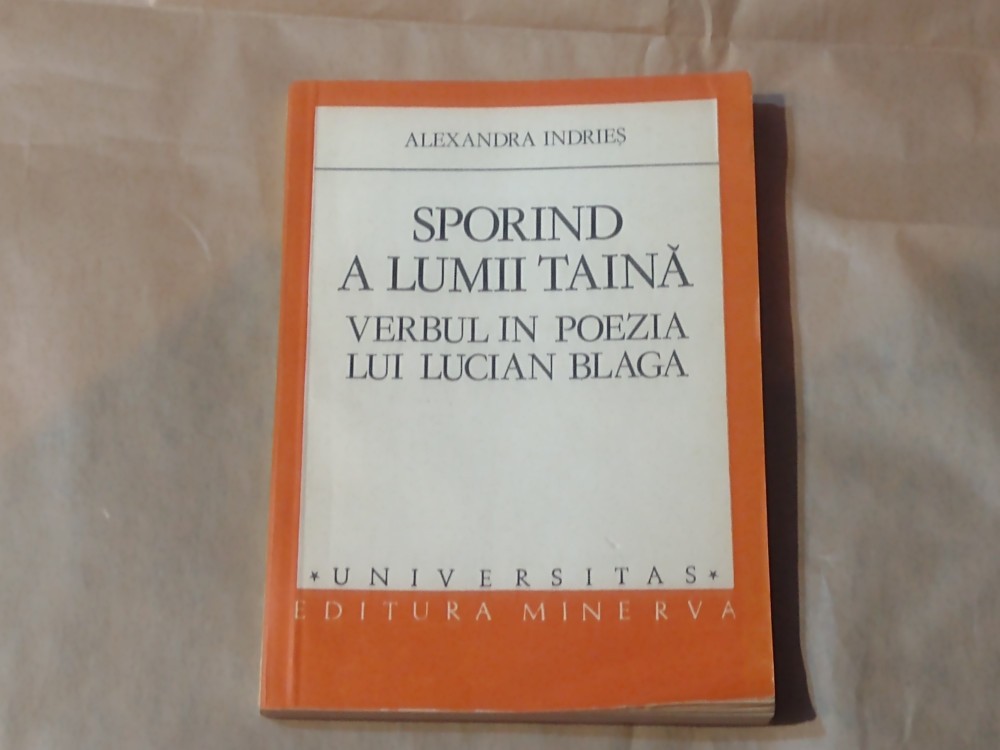 ALEXANDRA INDRIEȘ
SPORIND
A LUMII TAINĂ
VERBUL IN POEZIA
LUI LUCIAN BLAGA
* UNIVERSITAS *
EDITURA MINERVA